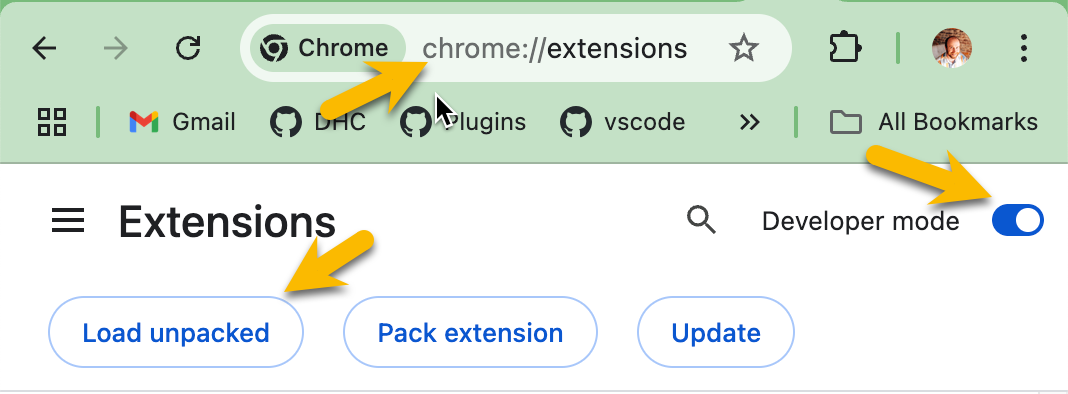 Chrome chrome://extensions
Gmail DHC Plugins vscode All Bookmarks
Extensions Developer mode
Load unpacked Pack extension Update